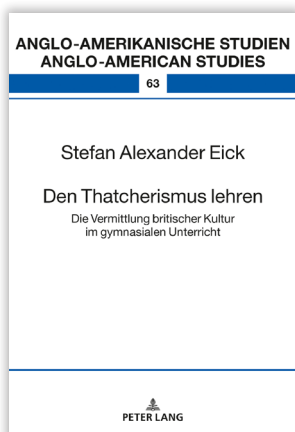 ANGLO-AMERIKANISCHE STUDIEN
ANGLO-AMERICAN STUDIES
63
Stefan Alexander Eick
Den Thatcherismus lehren
Die Vermittlung britischer Kultur
im gymnasialen Unterricht
PETER LANG